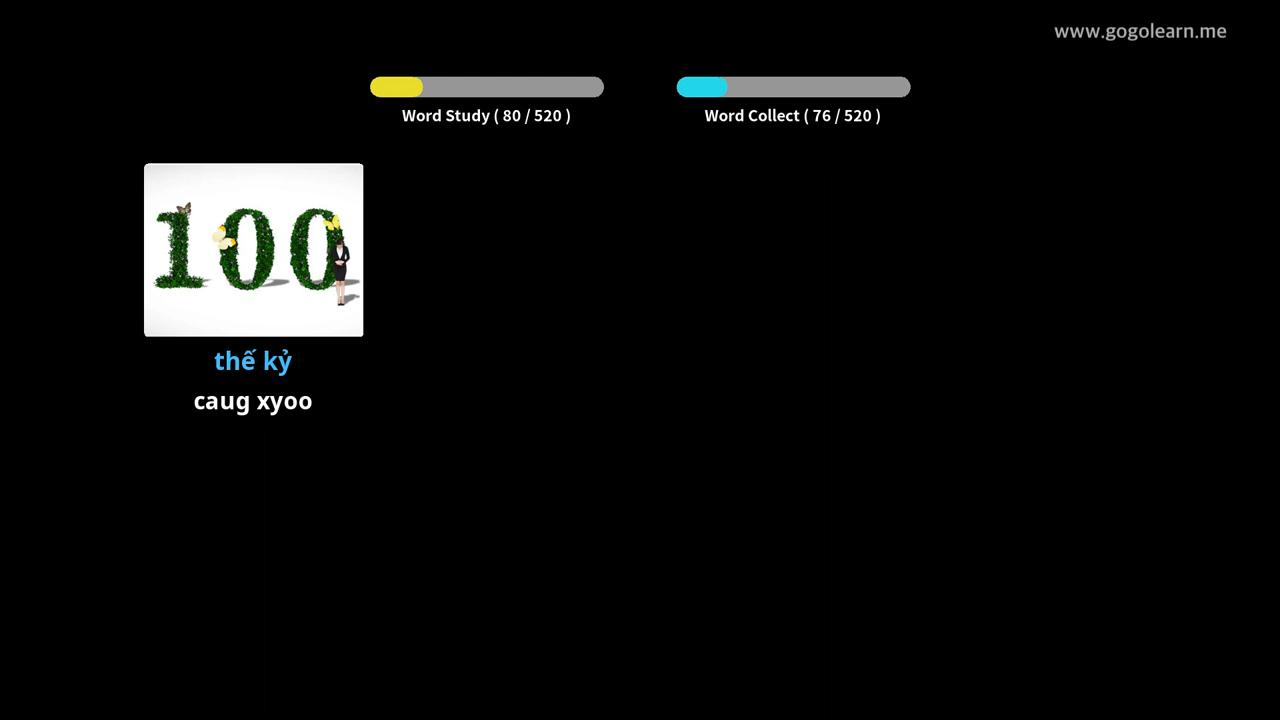 www.gogolearn.me
Word Study ( 80 / 520 )
Word Collect ( 76 / 520 )
100
thế kỷ
caug xyoo